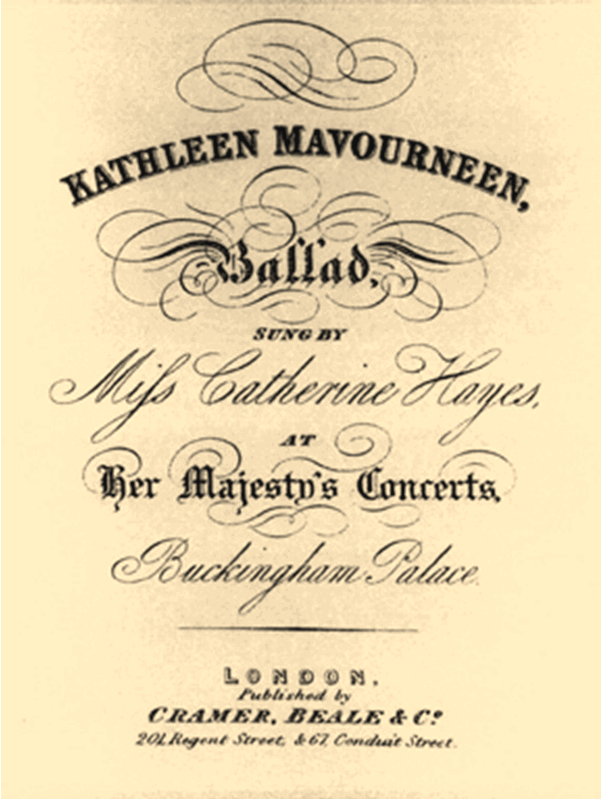 KATHLEEN MAVOURNEEN,
Ballad,
SUNG BY
Miſs Catherine Hayes,
AT
Her Majesty's Concerts,
Buckingham Palace.
LONDON.
Published by
CRAMER, BEALE & Co.
201, Regent Street, & 67, Conduit Street.